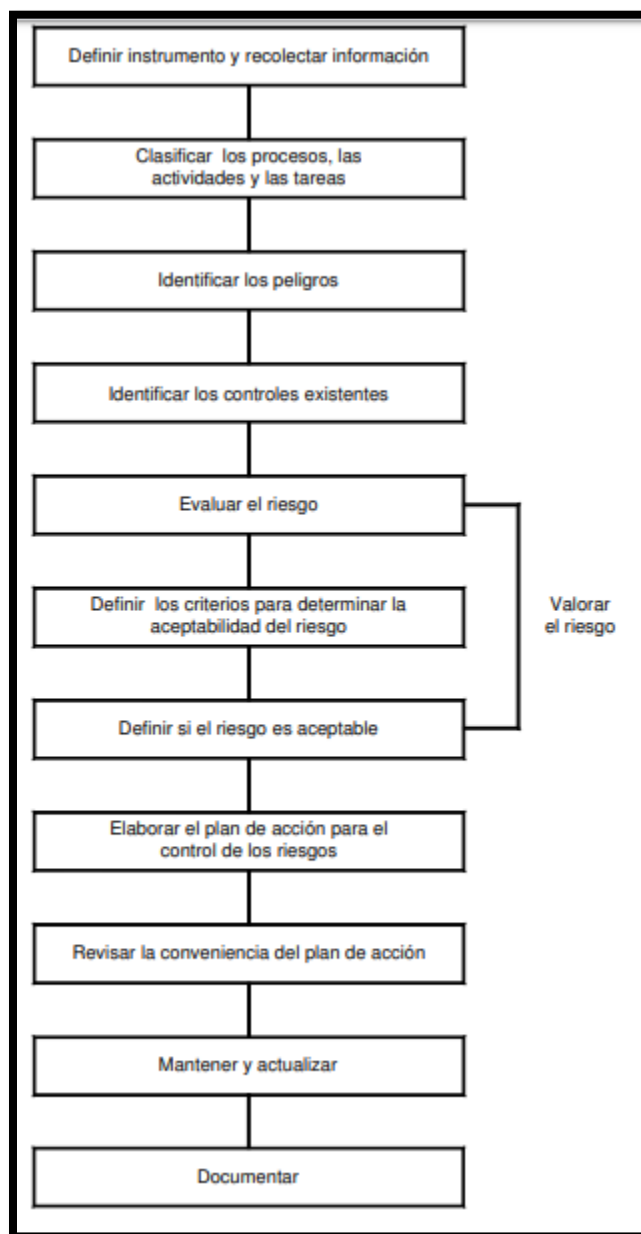 Definir instrumento y recolectar información
Clasificar los procesos, las
actividades y las tareas
Identificar los peligros
Identificar los controles existentes
Evaluar el riesgo
Definir los criterios para determinar la
aceptabilidad del riesgo
Valorar
el riesgo
Definir si el riesgo es aceptable
Elaborar el plan de acción para el
control de los riesgos
Revisar la conveniencia del plan de acción
Mantener y actualizar
Documentar